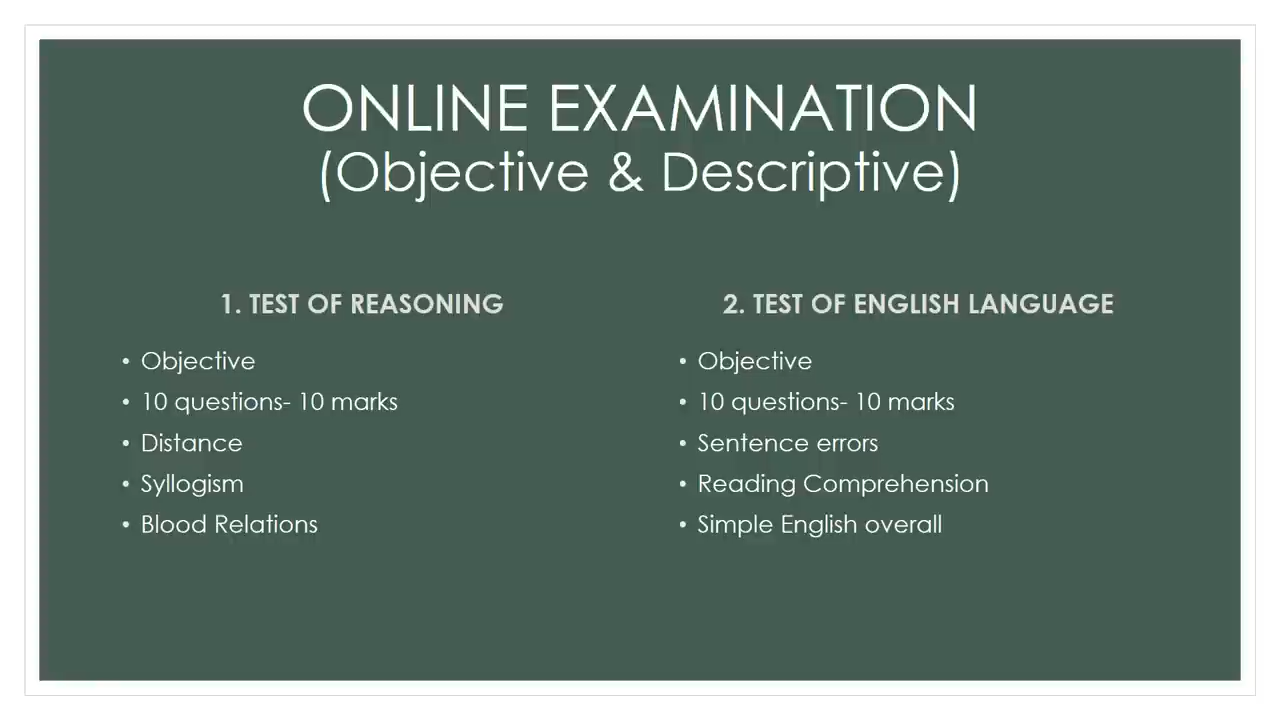 ONLINE EXAMINATION
(Objective & Descriptive)
1. TEST OF REASONING
• Objective
• 10 questions- 10 marks
• Distance
• Syllogism
• Blood Relations
2. TEST OF ENGLISH LANGUAGE
• Objective
• 10 questions- 10 marks
• Sentence errors
• Reading Comprehension
• Simple English overall